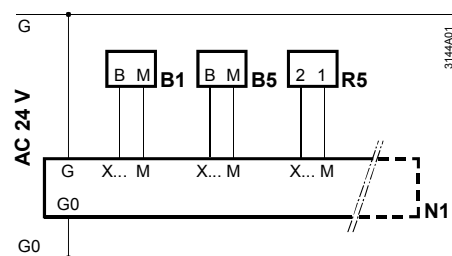 G
3144A01
B M B1
B M B5
2 1 R5
AC 24 V
G X... M X... M X... M
G0
N1
G0